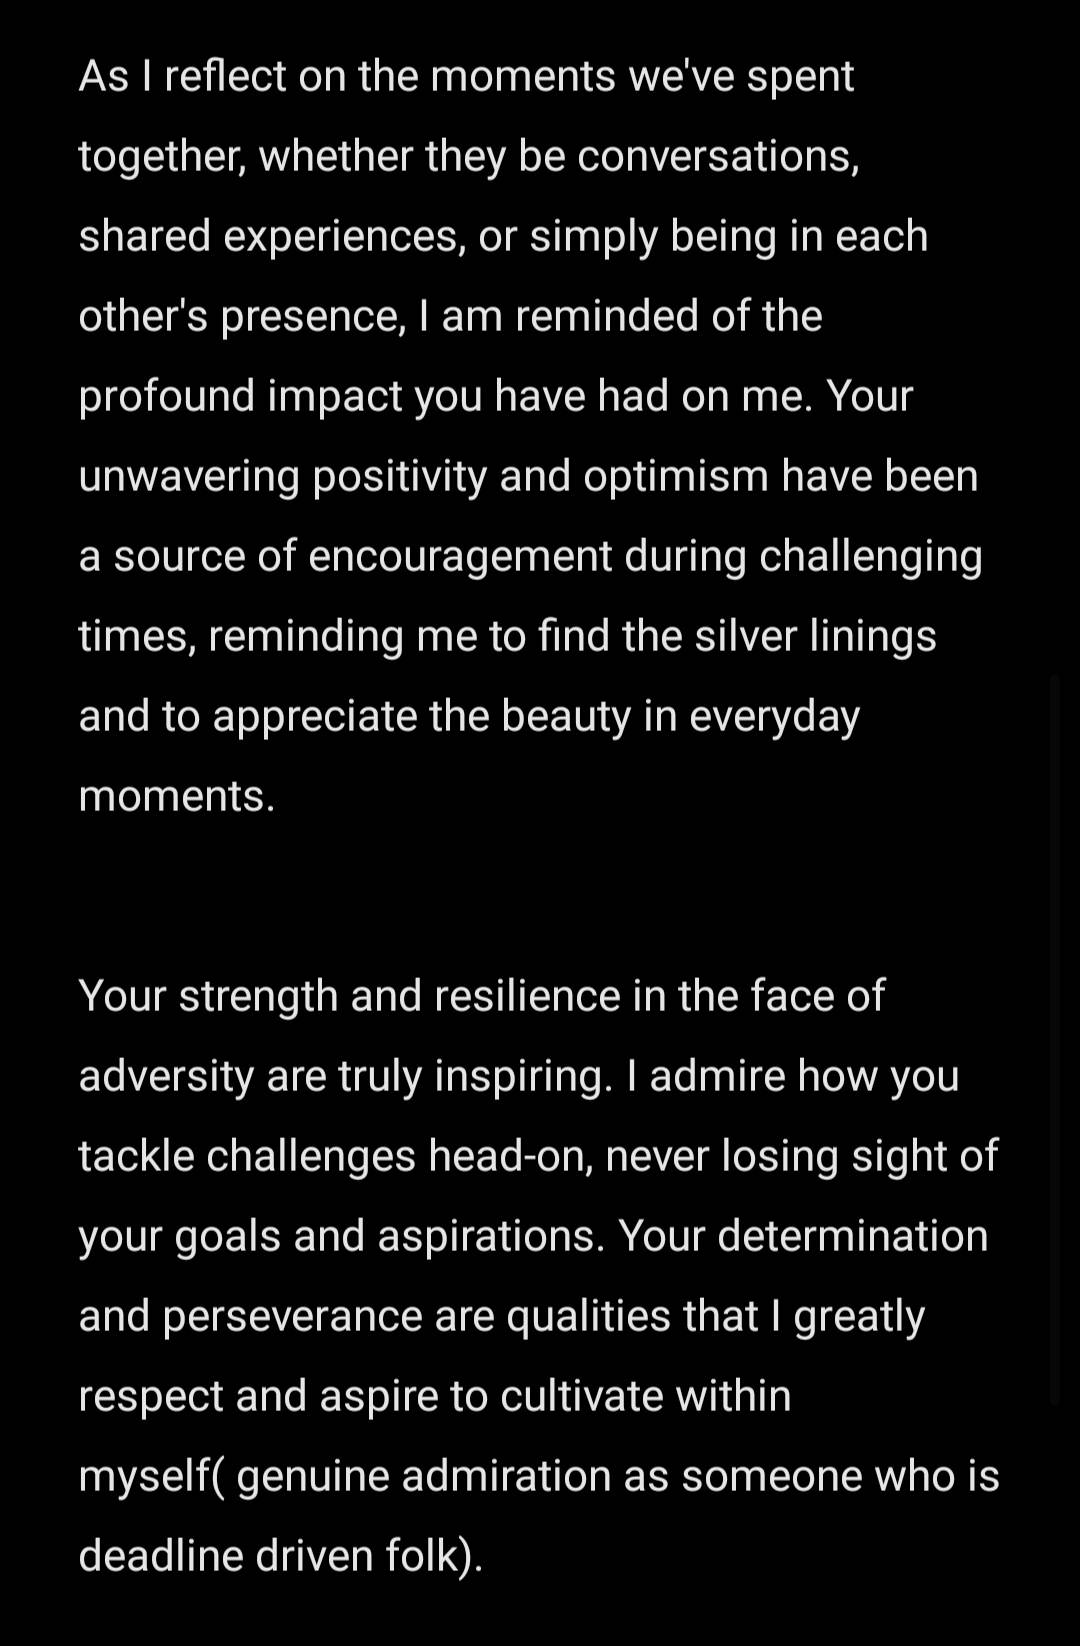 As I reflect on the moments we've spent
together, whether they be conversations,
shared experiences, or simply being in each
other's presence, I am reminded of the
profound impact you have had on me. Your
unwavering positivity and optimism have been
a source of encouragement during challenging
times, reminding me to find the silver linings
and to appreciate the beauty in everyday
moments.
Your strength and resilience in the face of
adversity are truly inspiring. I admire how you
tackle challenges head-on, never losing sight of
your goals and aspirations. Your determination
and perseverance are qualities that I greatly
respect and aspire to cultivate within
myself( genuine admiration as someone who is
deadline driven folk).